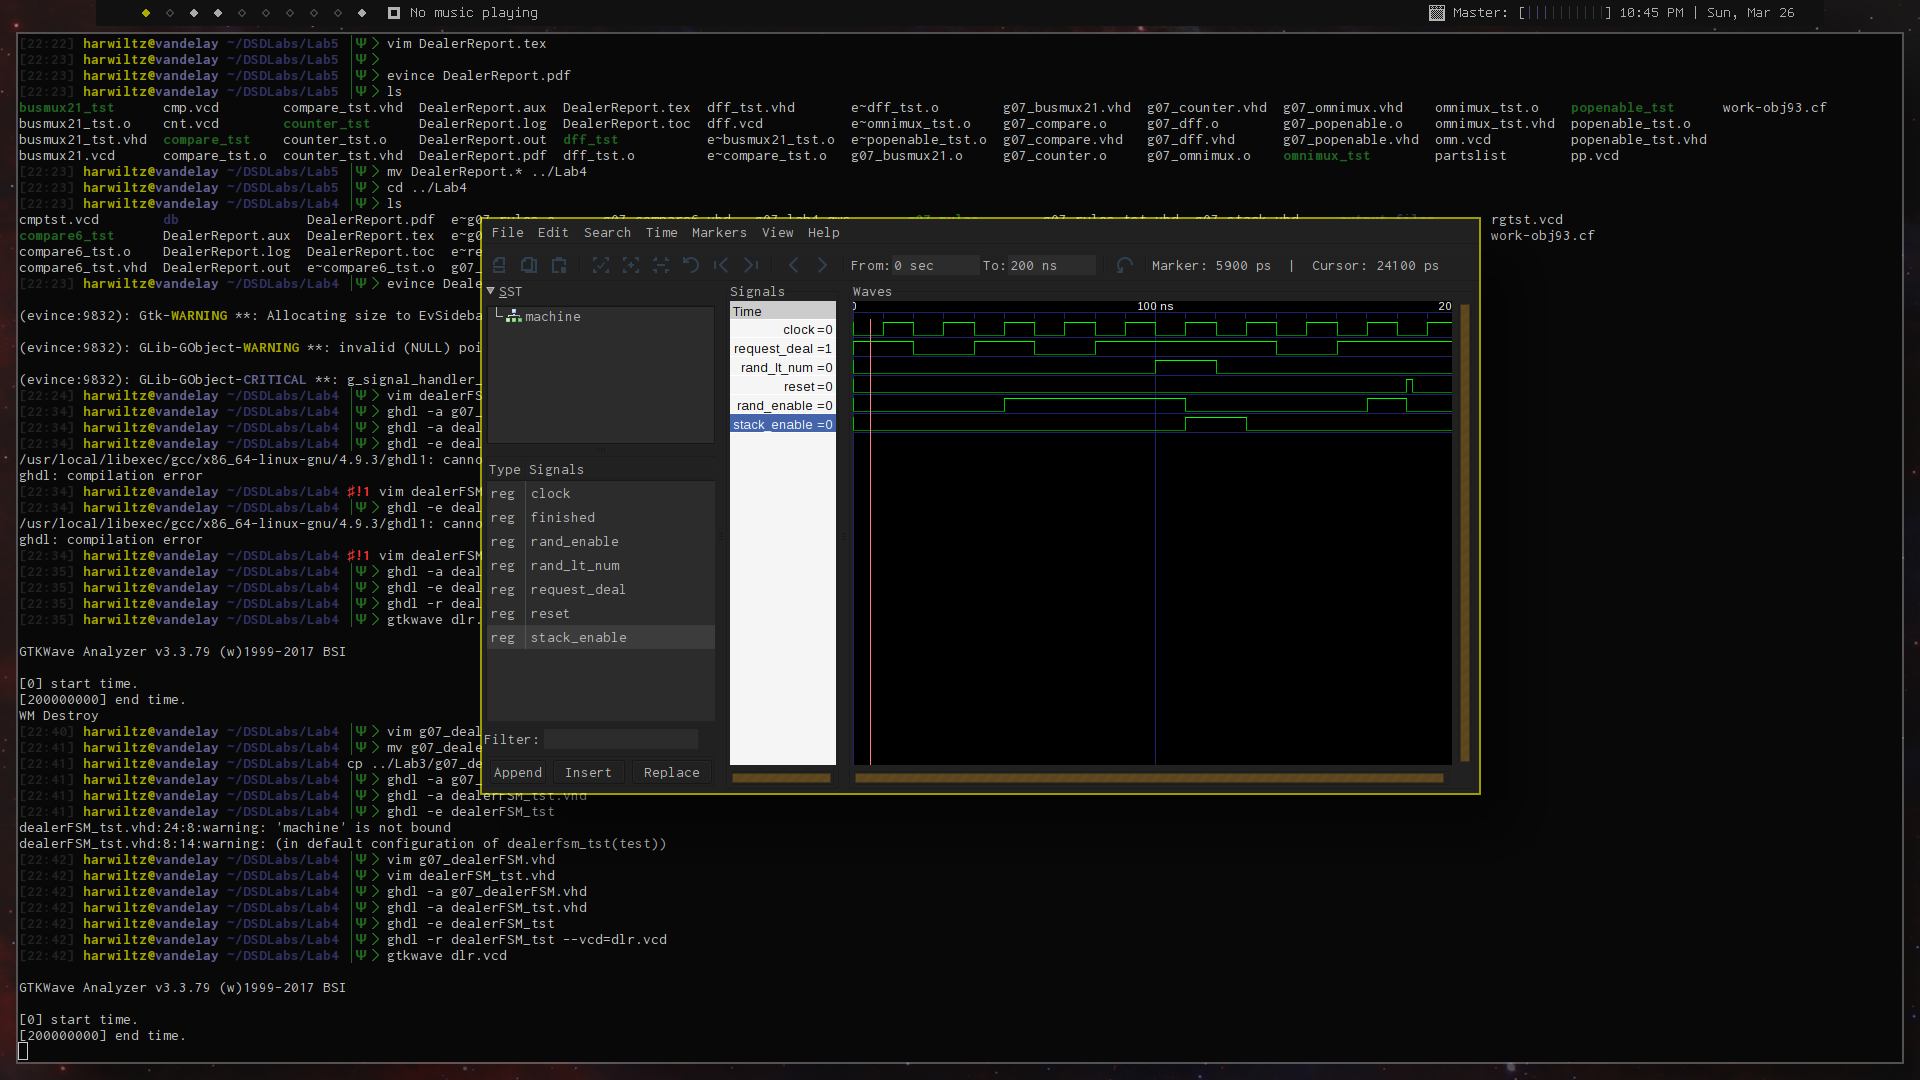 No music playing
Master: [||||||||||] 10:45 PM | Sun, Mar 26
[22:22] harwiltz@vandelay ~/DSDLabs/Lab5 |Ψ > vim DealerReport.tex
[22:23] harwiltz@vandelay ~/DSDLabs/Lab5 |Ψ >
[22:23] harwiltz@vandelay ~/DSDLabs/Lab5 |Ψ > evince DealerReport.pdf
[22:23] harwiltz@vandelay ~/DSDLabs/Lab5 |Ψ > ls
busmux21_tst cmp.vcd compare_tst.vhd DealerReport.aux DealerReport.tex dff_tst.vhd e~dff_tst.o g07_busmux21.vhd g07_counter.vhd g07_omnimux.vhd omnimux_tst.o popenable_tst work-obj93.cf
busmux21_tst.o cnt.vcd counter_tst DealerReport.log DealerReport.toc dff.vcd e~omnimux_tst.o g07_compare.o g07_dff.o g07_popenable.o omnimux_tst.vhd popenable_tst.o
busmux21_tst.vhd compare_tst counter_tst.o DealerReport.out dff_tst e~busmux21_tst.o e~popenable_tst.o g07_compare.vhd g07_dff.vhd g07_popenable.vhd omn.vcd popenable_tst.vhd
busmux21.vcd compare_tst.o counter_tst.vhd DealerReport.pdf dff_tst.o e~compare_tst.o g07_busmux21.o g07_counter.o g07_omnimux.o omnimux_tst partslist pp.vcd
[22:23] harwiltz@vandelay ~/DSDLabs/Lab5 |Ψ > mv DealerReport.* ../Lab4
[22:23] harwiltz@vandelay ~/DSDLabs/Lab5 |Ψ > cd ../Lab4
[22:23] harwiltz@vandelay ~/DSDLabs/Lab4 |Ψ > ls
cmptst.vcd db DealerReport.pdf rgtst.vcd
compare6_tst DealerReport.aux DealerReport.tex e~g0 work-obj93.cf
compare6_tst.o DealerReport.log DealerReport.toc e~re
compare6_tst.vhd DealerReport.out e~compare6_tst.o g07_
[22:23] harwiltz@vandelay ~/DSDLabs/Lab4 |Ψ > evince Deale
(evince:9832): Gtk-WARNING **: Allocating size to EvSideba
(evince:9832): GLib-GObject-WARNING **: invalid (NULL) poi
(evince:9832): GLib-GObject-CRITICAL **: g_signal_handler_
[22:24] harwiltz@vandelay ~/DSDLabs/Lab4 |Ψ > vim dealerFS
[22:34] harwiltz@vandelay ~/DSDLabs/Lab4 |Ψ > ghdl -a g07_
[22:34] harwiltz@vandelay ~/DSDLabs/Lab4 |Ψ > ghdl -a deal
[22:34] harwiltz@vandelay ~/DSDLabs/Lab4 |Ψ > ghdl -e deal
/usr/local/libexec/gcc/x86_64-linux-gnu/4.9.3/ghdl1: canno
ghdl: compilation error
[22:34] harwiltz@vandelay ~/DSDLabs/Lab4 ♯!1 vim dealerFSM
[22:34] harwiltz@vandelay ~/DSDLabs/Lab4 |Ψ > ghdl -e deal
/usr/local/libexec/gcc/x86_64-linux-gnu/4.9.3/ghdl1: canno
ghdl: compilation error
[22:34] harwiltz@vandelay ~/DSDLabs/Lab4 ♯!1 vim dealerFSM
[22:35] harwiltz@vandelay ~/DSDLabs/Lab4 |Ψ > ghdl -a deal
[22:35] harwiltz@vandelay ~/DSDLabs/Lab4 |Ψ > ghdl -e deal
[22:35] harwiltz@vandelay ~/DSDLabs/Lab4 |Ψ > ghdl -r deal
[22:35] harwiltz@vandelay ~/DSDLabs/Lab4 |Ψ > gtkwave dlr.
GTKWave Analyzer v3.3.79 (w)1999-2017 BSI
[0] start time.
[200000000] end time.
WM Destroy
[22:40] harwiltz@vandelay ~/DSDLabs/Lab4 |Ψ > vim g07_deal
[22:41] harwiltz@vandelay ~/DSDLabs/Lab4 |Ψ > mv g07_deale
[22:41] harwiltz@vandelay ~/DSDLabs/Lab4 cp ../Lab3/g07_de
[22:41] harwiltz@vandelay ~/DSDLabs/Lab4 |Ψ > ghdl -a g07_
[22:41] harwiltz@vandelay ~/DSDLabs/Lab4 |Ψ > ghdl -a dealerFSM_tst.vhd
[22:41] harwiltz@vandelay ~/DSDLabs/Lab4 |Ψ > ghdl -e dealerFSM_tst
dealerFSM_tst.vhd:24:8:warning: 'machine' is not bound
dealerFSM_tst.vhd:8:14:warning: (in default configuration of dealerfsm_tst(test))
[22:42] harwiltz@vandelay ~/DSDLabs/Lab4 |Ψ > vim g07_dealerFSM.vhd
[22:42] harwiltz@vandelay ~/DSDLabs/Lab4 |Ψ > vim dealerFSM_tst.vhd
[22:42] harwiltz@vandelay ~/DSDLabs/Lab4 |Ψ > ghdl -a g07_dealerFSM.vhd
[22:42] harwiltz@vandelay ~/DSDLabs/Lab4 |Ψ > ghdl -a dealerFSM_tst.vhd
[22:42] harwiltz@vandelay ~/DSDLabs/Lab4 |Ψ > ghdl -e dealerFSM_tst
[22:42] harwiltz@vandelay ~/DSDLabs/Lab4 |Ψ > ghdl -r dealerFSM_tst --vcd=dlr.vcd
[22:42] harwiltz@vandelay ~/DSDLabs/Lab4 |Ψ > gtkwave dlr.vcd
GTKWave Analyzer v3.3.79 (w)1999-2017 BSI
[0] start time.
[200000000] end time.
File Edit Search Time Markers View Help
From: 0 sec To: 200 ns Marker: 5900 ps | Cursor: 24100 ps
SST
machine
Type Signals
reg clock
reg finished
reg rand_enable
reg rand_lt_num
reg request_deal
reg reset
reg stack_enable
Filter:
Append Insert Replace
Signals
Time
clock=0
request_deal=1
rand_lt_num=0
reset=0
rand_enable=0
stack_enable=0
Waves
0 100 ns 20